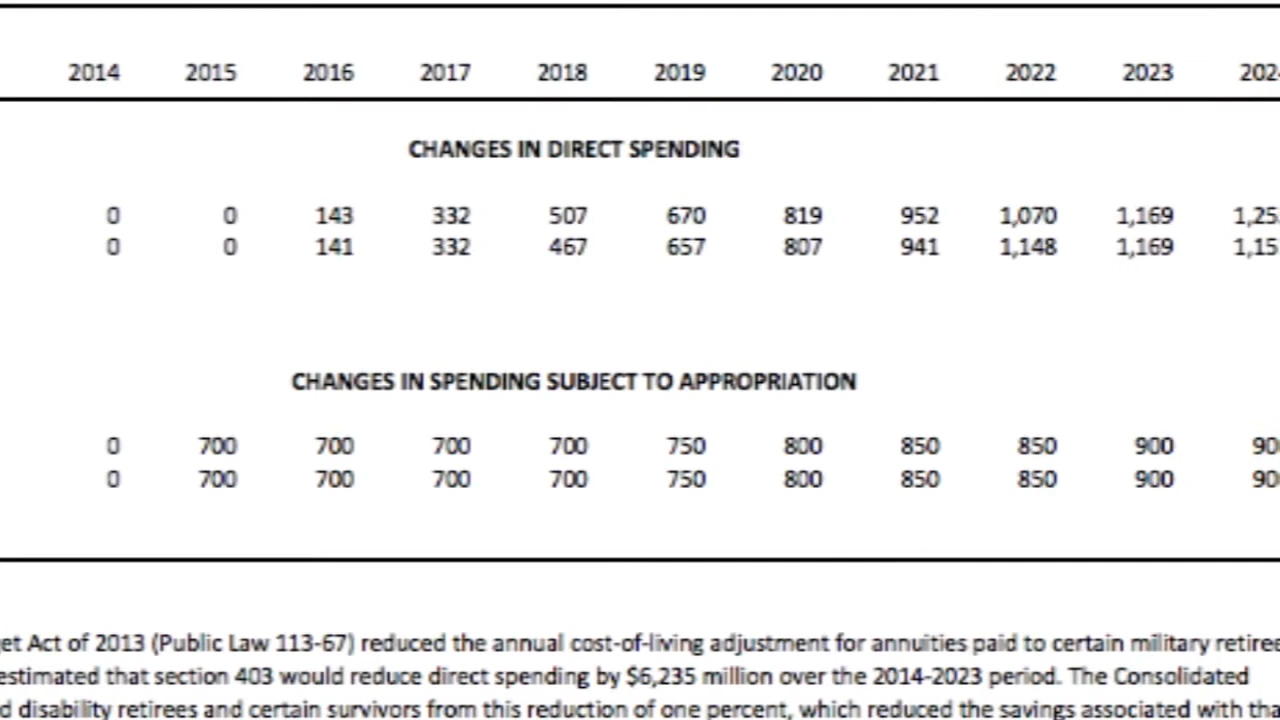 2014 2015 2016 2017 2018 2019 2020 2021 2022 2023
CHANGES IN DIRECT SPENDING
0 0 143 332 507 670 819 952 1,070 1,169
0 0 141 332 467 657 807 941 1,148 1,169
CHANGES IN SPENDING SUBJECT TO APPROPRIATION
0 700 700 700 700 750 800 850 850 900
0 700 700 700 700 750 800 850 850 900
Act of 2013 (Public Law 113-67) reduced the annual cost-of-living adjustment for annuities paid to certain military
estimated that section 403 would reduce direct spending by $6,235 million over the 2014-2023 period. The Consolidated
disability retirees and certain survivors from this reduction of one percent, which reduced the savings associated with